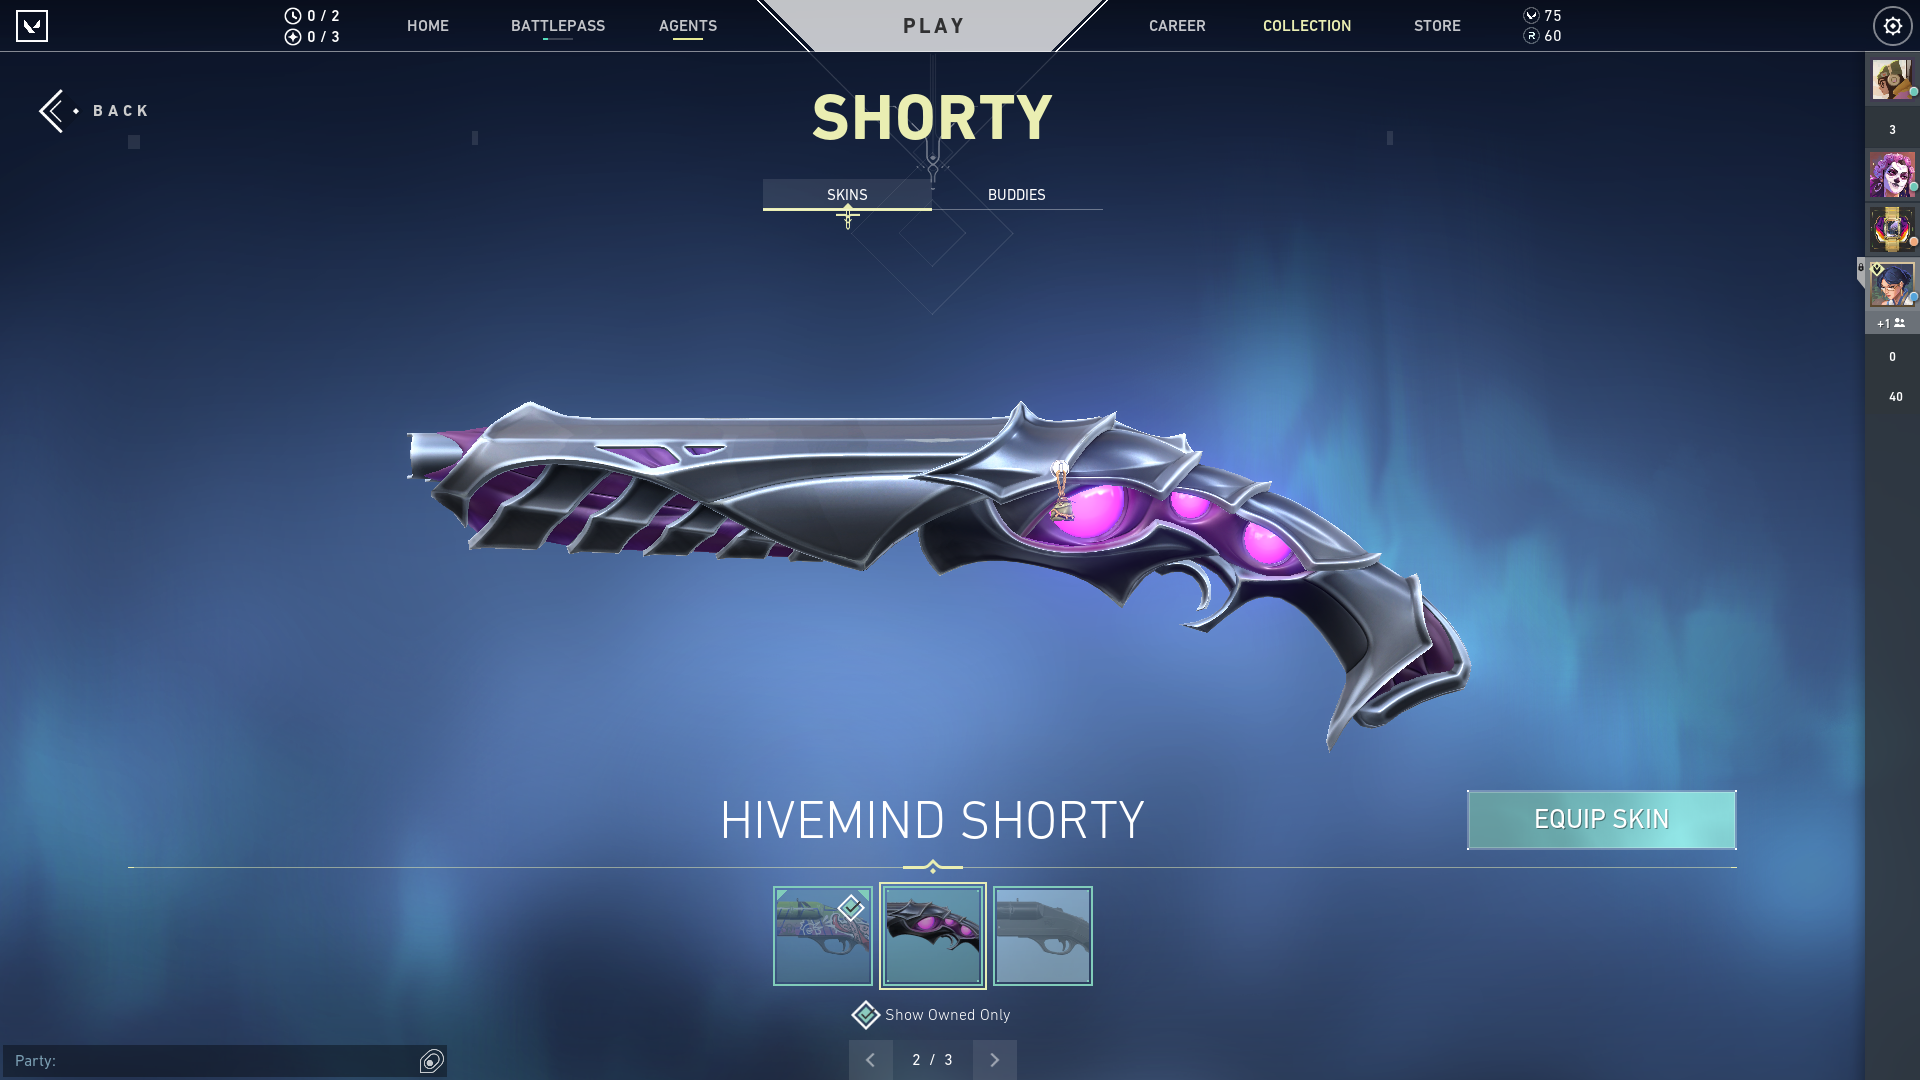 0 / 2
0 / 3
HOME
BATTLEPASS
AGENTS
PLAY
CAREER
COLLECTION
STORE
75
60
BACK
SHORTY
SKINS
BUDDIES
3
+1
0
40
HIVEMIND SHORTY
EQUIP SKIN
Show Owned Only
Party:
2 / 3